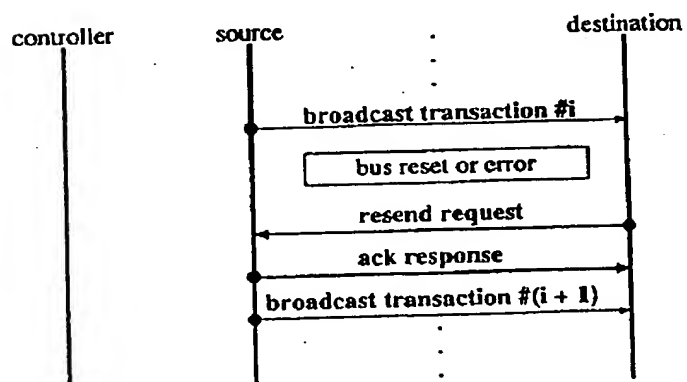 controller
source
destination
broadcast transaction #i
bus reset or error
resend request
ack response
broadcast transaction #(i + 1)